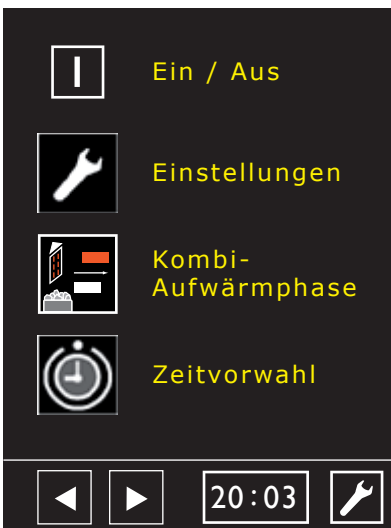 Ein / Aus
Einstellungen
Kombi-
Aufwärmphase
Zeitvorwahl
20:03